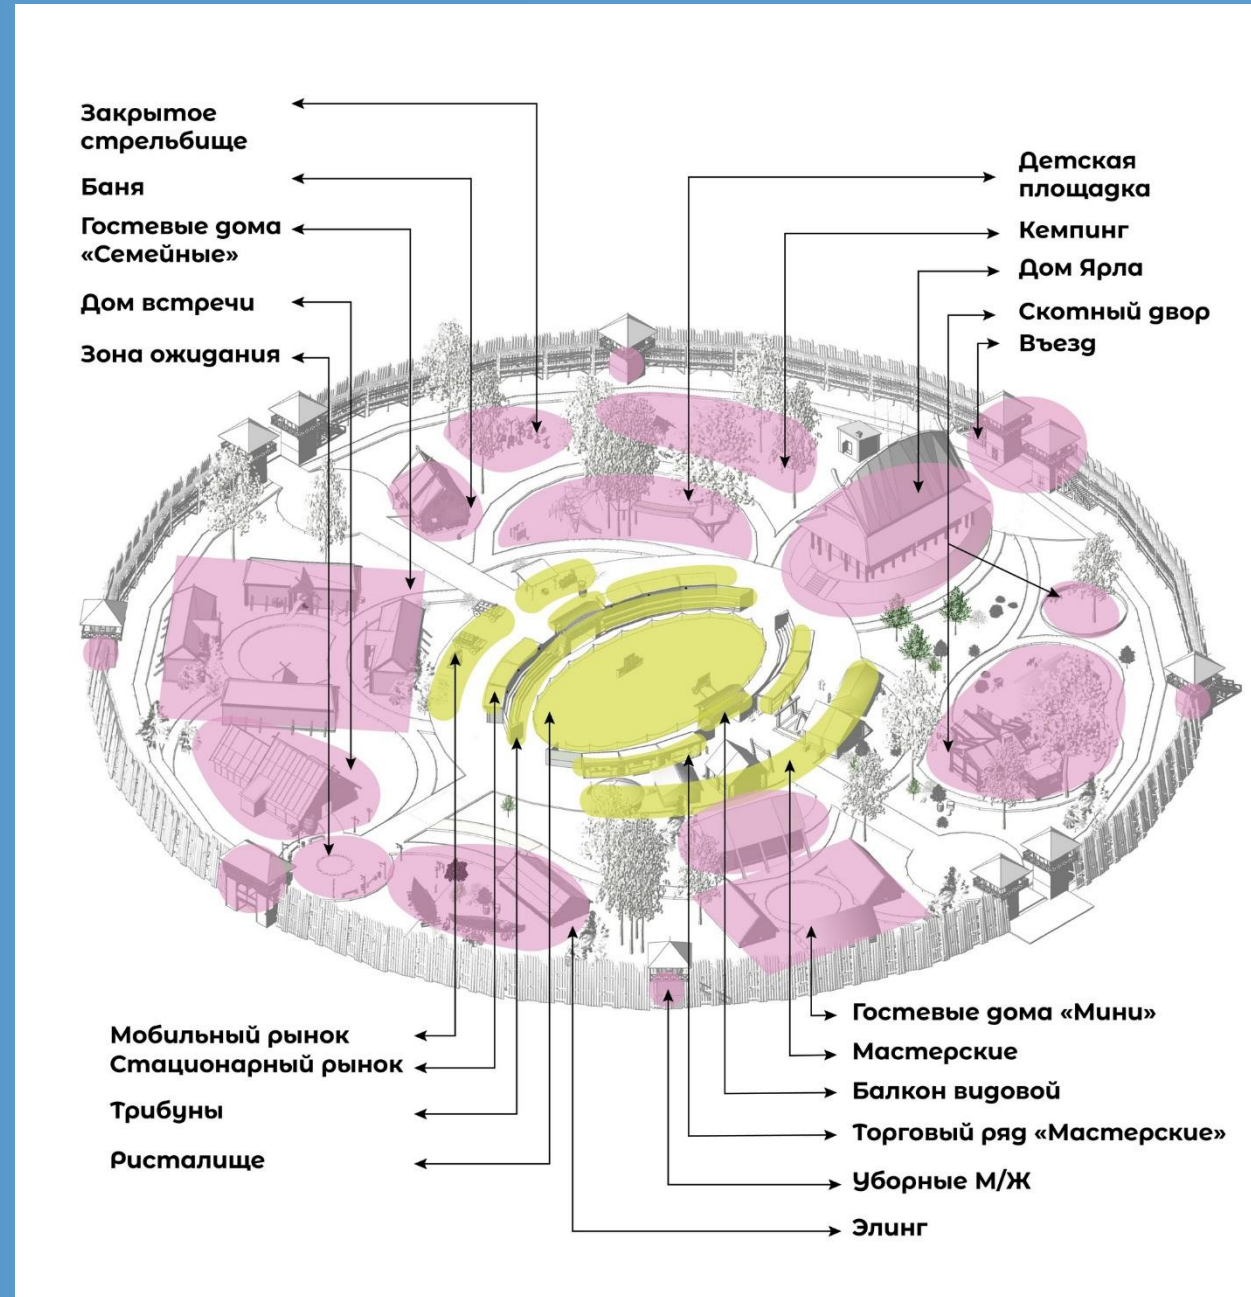 Закрытое
стрельбище
Баня
Гостевые дома
«Семейные»
Дом встречи
Зона ожидания
Детская
площадка
Кемпинг
Дом Ярла
Скотный двор
Въезд
Мобильный рынок
Стационарный рынок
Трибуны
Ристалище
Гостевые дома «Мини»
Мастерские
Балкон видовой
Торговый ряд «Мастерские»
Уборные М/Ж
Элинг